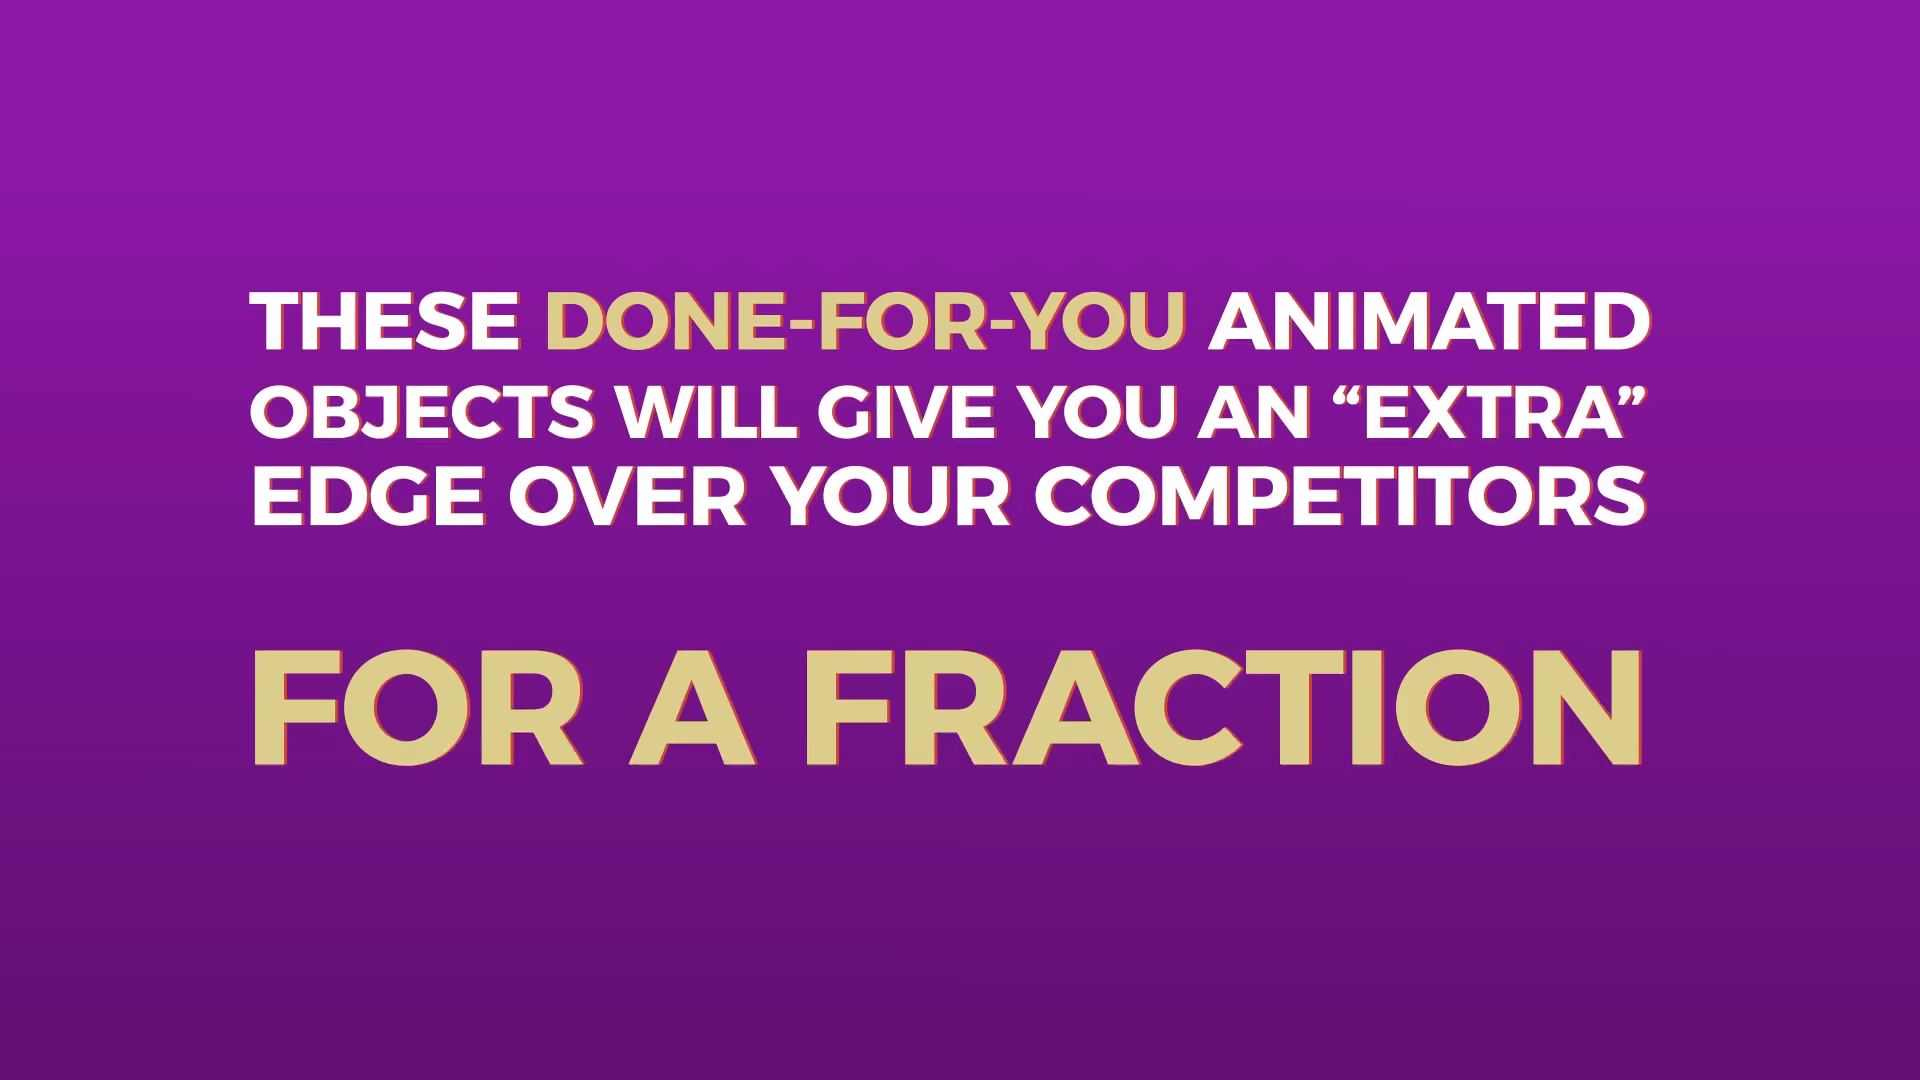 THESE DONE-FOR-YOU ANIMATED
OBJECTS WILL GIVE YOU AN “EXTRA”
EDGE OVER YOUR COMPETITORS
FOR A FRACTION